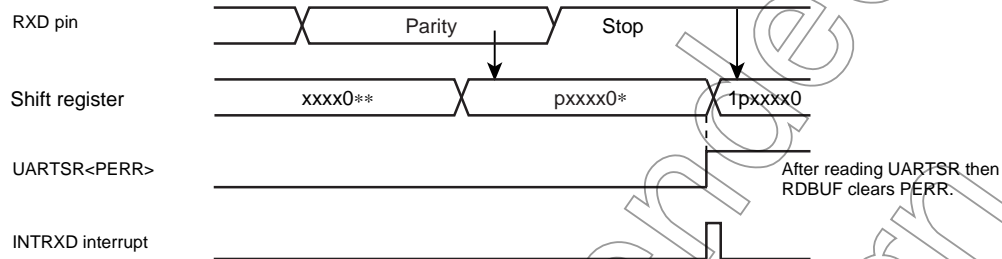 RXD pin
Parity
Stop
Shift register
xxxx0**
pxxxx0*
1pxxxx0
UARTSR<PERR>
After reading UARTSR then
RDBUF clears PERR.
INTRXD interrupt